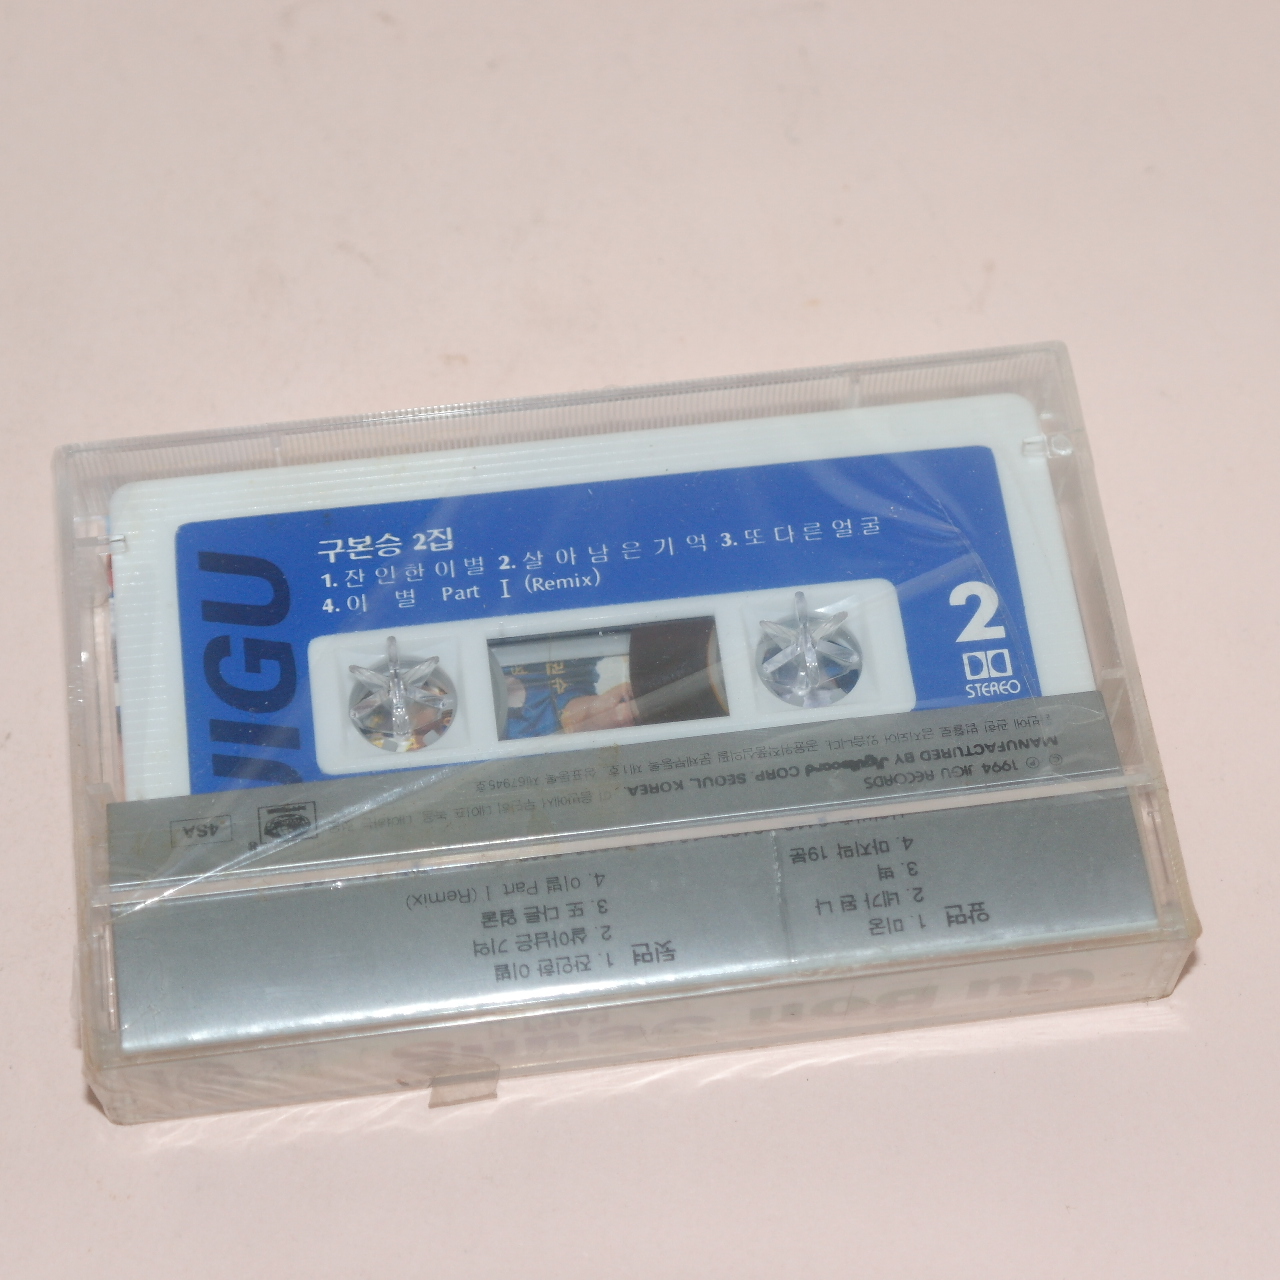 JIGU
구본승 2집
1. 잔인한이별 2. 살아남은기억 3. 또다른얼굴
4. 이 별 Part I (Remix)
2
STEREO
Ⓟ 1994 JIGU RECORDS
MANUFACTURED BY Jigu Record CORP. SEOUL KOREA.
4SA
앞면
1. 미궁
2. 네가 된 나
3. 벽
4. 마지막 19분
뒷면
1. 잔인한 이별
2. 살아남은 기억
3. 또 다른 얼굴
4. 이별 Part I (Remix)